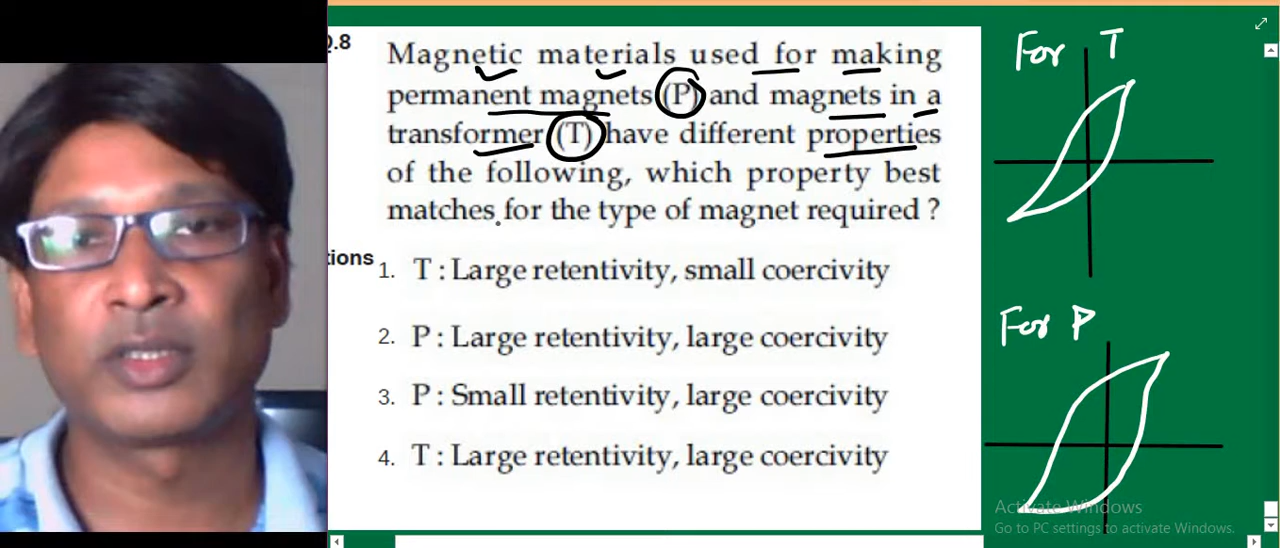 .8
Magnetic materials used for making
permanent magnets (P) and magnets in a
transformer (T) have different properties
of the following, which property best
matches for the type of magnet required ?
tions
1. T : Large retentivity, small coercivity
2. P : Large retentivity, large coercivity
3. P : Small retentivity, large coercivity
4. T : Large retentivity, large coercivity
For T
For P
Activate Windows
Go to PC settings to activate Windows.